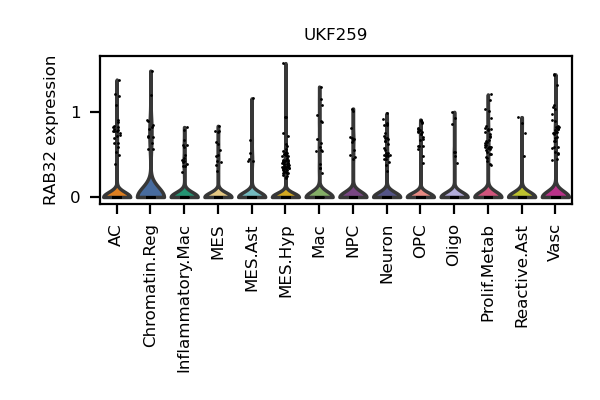 UKF259
RAB32 expression
1
0
AC
Chromatin.Reg
Inflammatory.Mac
MES
MES.Ast
MES.Hyp
Mac
NPC
Neuron
OPC
Oligo
Prolif.Metab
Reactive.Ast
Vasc